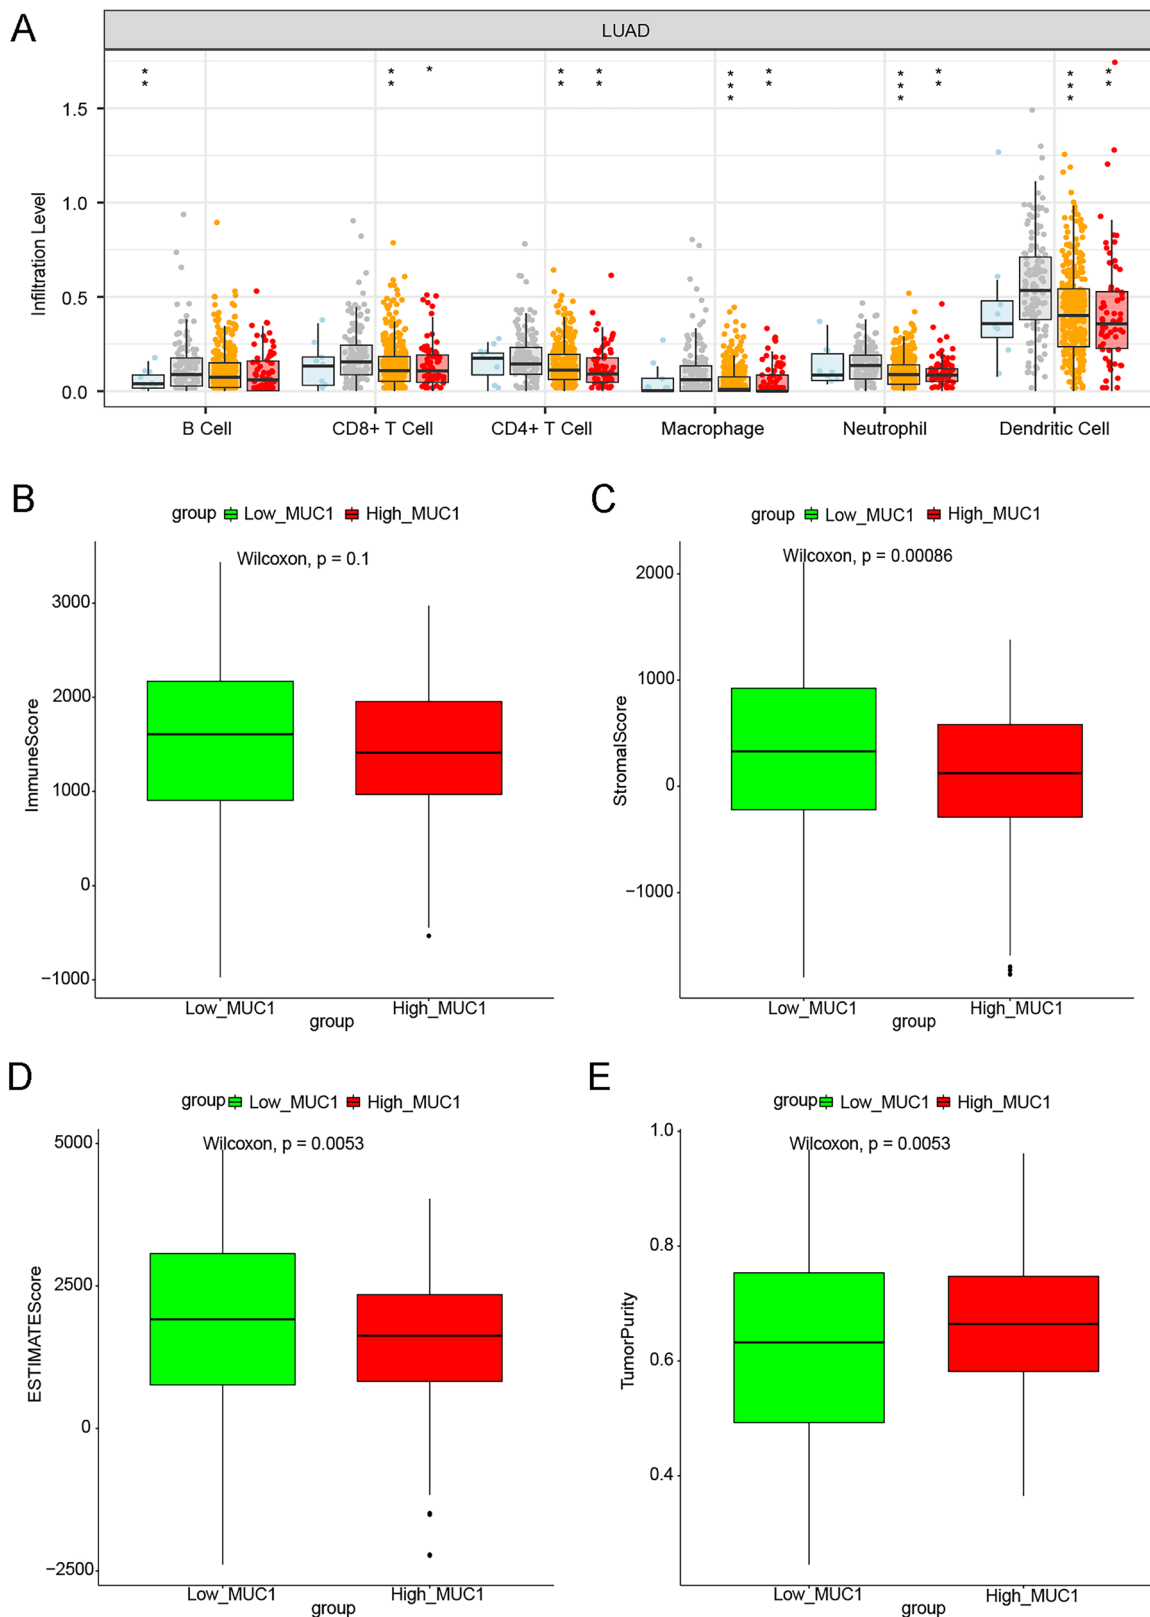 A
LUAD
** ** * ** ** *** ** *** ** *** **
Infiltration Level
1.5
1.0
0.5
0.0
B Cell CD8+ T Cell CD4+ T Cell Macrophage Neutrophil Dendritic Cell
B
group Low_MUC1 High_MUC1
Wilcoxon, p = 0.1
ImmuneScore
3000
2000
1000
0
−1000
Low_MUC1 High_MUC1
group
C
group Low_MUC1 High_MUC1
Wilcoxon, p = 0.00086
StromalScore
2000
1000
0
−1000
Low_MUC1 High_MUC1
group
D
group Low_MUC1 High_MUC1
Wilcoxon, p = 0.0053
ESTIMATEScore
5000
2500
0
−2500
Low_MUC1 High_MUC1
group
E
group Low_MUC1 High_MUC1
Wilcoxon, p = 0.0053
TumorPurity
1.0
0.8
0.6
0.4
Low_MUC1 High_MUC1
group